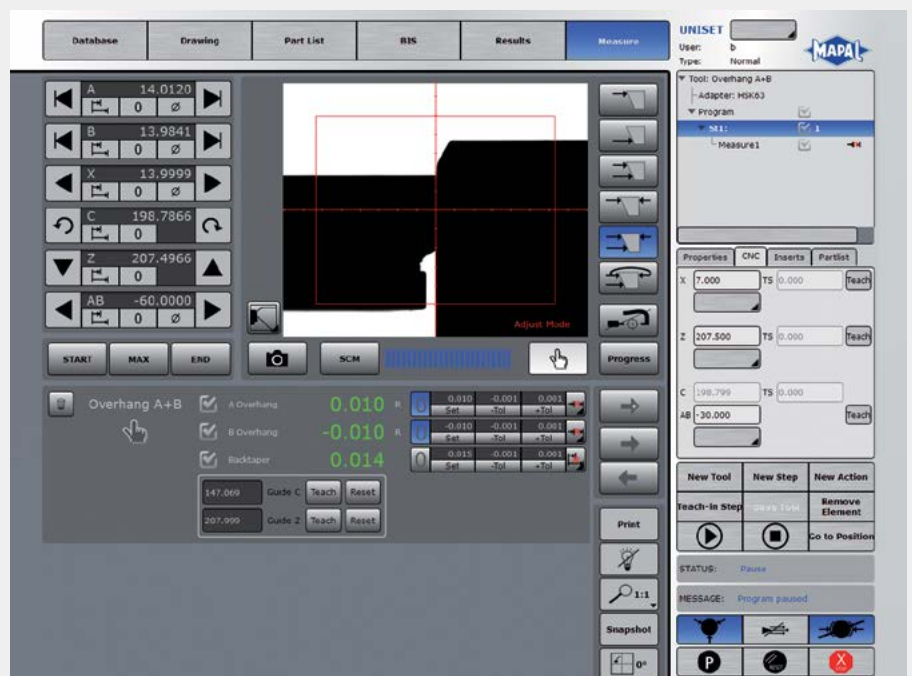 Database Drawing Part List BIS Results Measure
UNISET
User: b
Type: Normal
MAPAL
A 14.0120
0 Ø
B 13.9841
0 Ø
X 13.9999
0 Ø
C 198.7866
0
Z 207.4966
0
AB -60.0000
0 Ø
START MAX END
Adjust Mode
SCM
Progress
Tool: Overhang A+B
Adapter: HSK63
Program
St1: 1
Measure1
Properties CNC Inserts Partlist
X 7.000 TS 0.000 Teach
Z 207.500 TS 0.000 Teach
C 198.799 TS 0.000
AB -30.000 Teach
Overhang A+B
A Overhang 0.010 R 0.010 -0.001 0.001
Set -Tol +Tol
B Overhang -0.010 R -0.010 -0.001 0.001
Set -Tol +Tol
Backtaper 0.014 0.015 -0.001 0.001
Set -Tol +Tol
147.069 Guide C Teach Reset
207.999 Guide Z Teach Reset
Print
1:1
Snapshot
0°
New Tool New Step New Action
Teach-in Step Save Tool Remove Element
Go to Position
STATUS: Pause
MESSAGE: Program paused
P RESET X